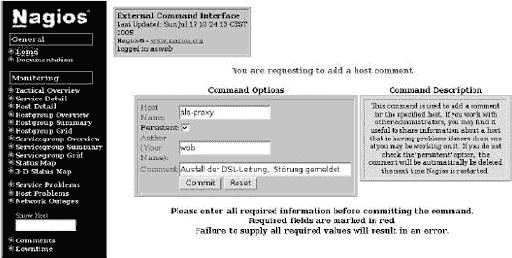 Nagios®
General
Home
Documentation
Monitoring
Tactical Overview
Service Detail
Host Detail
Hostgroup Overview
Hostgroup Summary
Hostgroup Grid
Servicegroup Overview
Servicegroup Summary
Servicegroup Grid
Status Map
3-D Status Map
Service Problems
Host Problems
Network Outages
Show Host
Comments
Downtime
External Command Interface
Last Updated: Sun Jul 17 10 24 13 CEST
2005
Nagios® - www.nagios.org
Logged in as wob
You are requesting to add a host comment
Command Options
Host
Name:
sls-proxy
Persistent:
Author
(Your
Name):
wob
Comment:
Ausfall der DSL-Leitung, Störung gemeldet
Commit
Reset
Command Description
This command is used to add a comment
for the specified host. If you work with
other administrators, you may find it
useful to share information about a host
that is having problems if more than one
of you may be working on it. If you do not
check the 'persistent' option, the
comment will be automatically be deleted
the next time Nagios is restarted.
Please enter all required information before committing the command.
Required fields are marked in red.
Failure to supply all required values will result in an error.